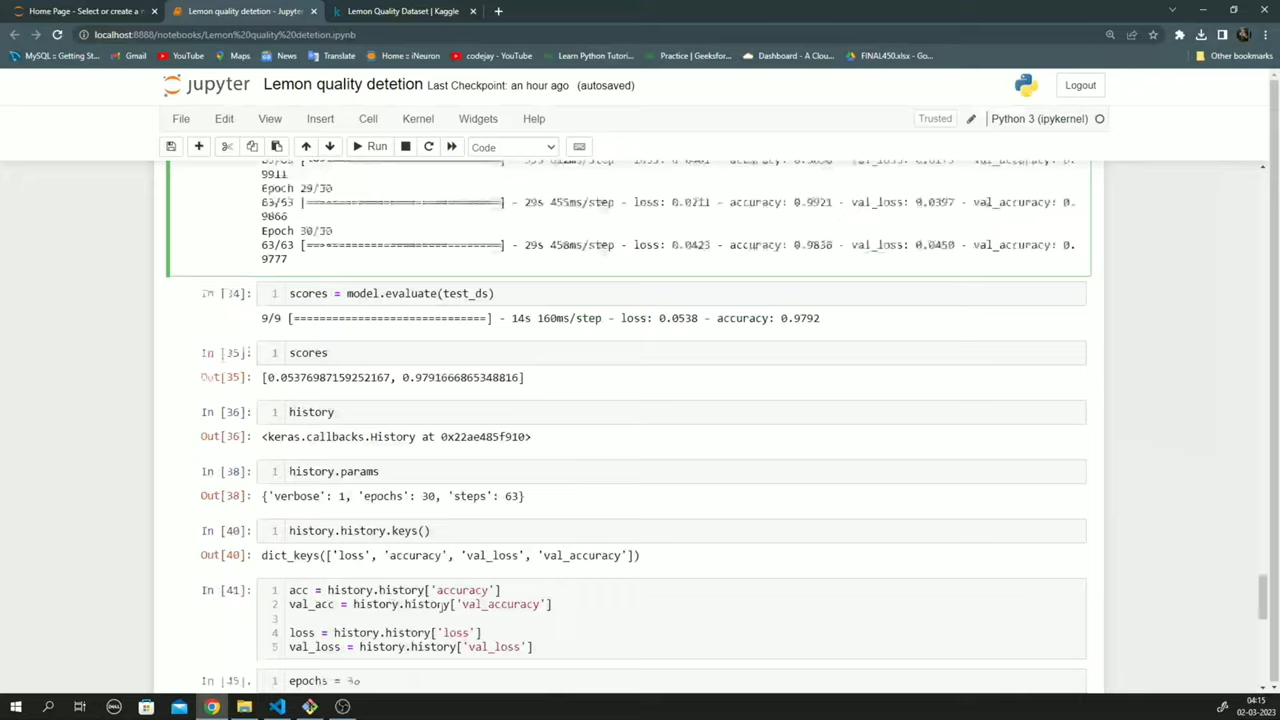 Home Page - Select or create a n
Lemon quality detetion - Jupyter
Lemon Quality Dataset | Kaggle
localhost:8888/notebooks/Lemon%20quality%20detetion.ipynb
MySQL :: Getting St...
Gmail
YouTube
Maps
News
Translate
Home :: iNeuron
codejay - YouTube
Learn Python Tutori...
Practice | Geeksfor...
Dashboard - A Clou...
FINAL450.xlsx - Go...
Other bookmarks
jupyter Lemon quality detetion Last Checkpoint: an hour ago (autosaved)
Logout
File Edit View Insert Cell Kernel Widgets Help
Trusted
Python 3 (ipykernel)
Run
Code
9911
Epoch 29/30
63/63 [==============================] - 29s 455ms/step - loss: 0.0211 - accuracy: 0.9921 - val_loss: 0.0397 - val_accuracy: 0.
9866
Epoch 30/30
63/63 [==============================] - 29s 458ms/step - loss: 0.0423 - accuracy: 0.9836 - val_loss: 0.0450 - val_accuracy: 0.
9777
In [34]: 1 scores = model.evaluate(test_ds)
9/9 [==============================] - 14s 160ms/step - loss: 0.0538 - accuracy: 0.9792
In [35]: 1 scores
Out[35]: [0.05376987159252167, 0.9791666865348816]
In [36]: 1 history
Out[36]: <keras.callbacks.History at 0x22ae485f910>
In [38]: 1 history.params
Out[38]: {'verbose': 1, 'epochs': 30, 'steps': 63}
In [40]: 1 history.history.keys()
Out[40]: dict_keys(['loss', 'accuracy', 'val_loss', 'val_accuracy'])
In [41]: 1 acc = history.history['accuracy']
2 val_acc = history.history['val_accuracy']
3
4 loss = history.history['loss']
5 val_loss = history.history['val_loss']
In [45]: 1 epochs = 30
04:15
02-03-2023